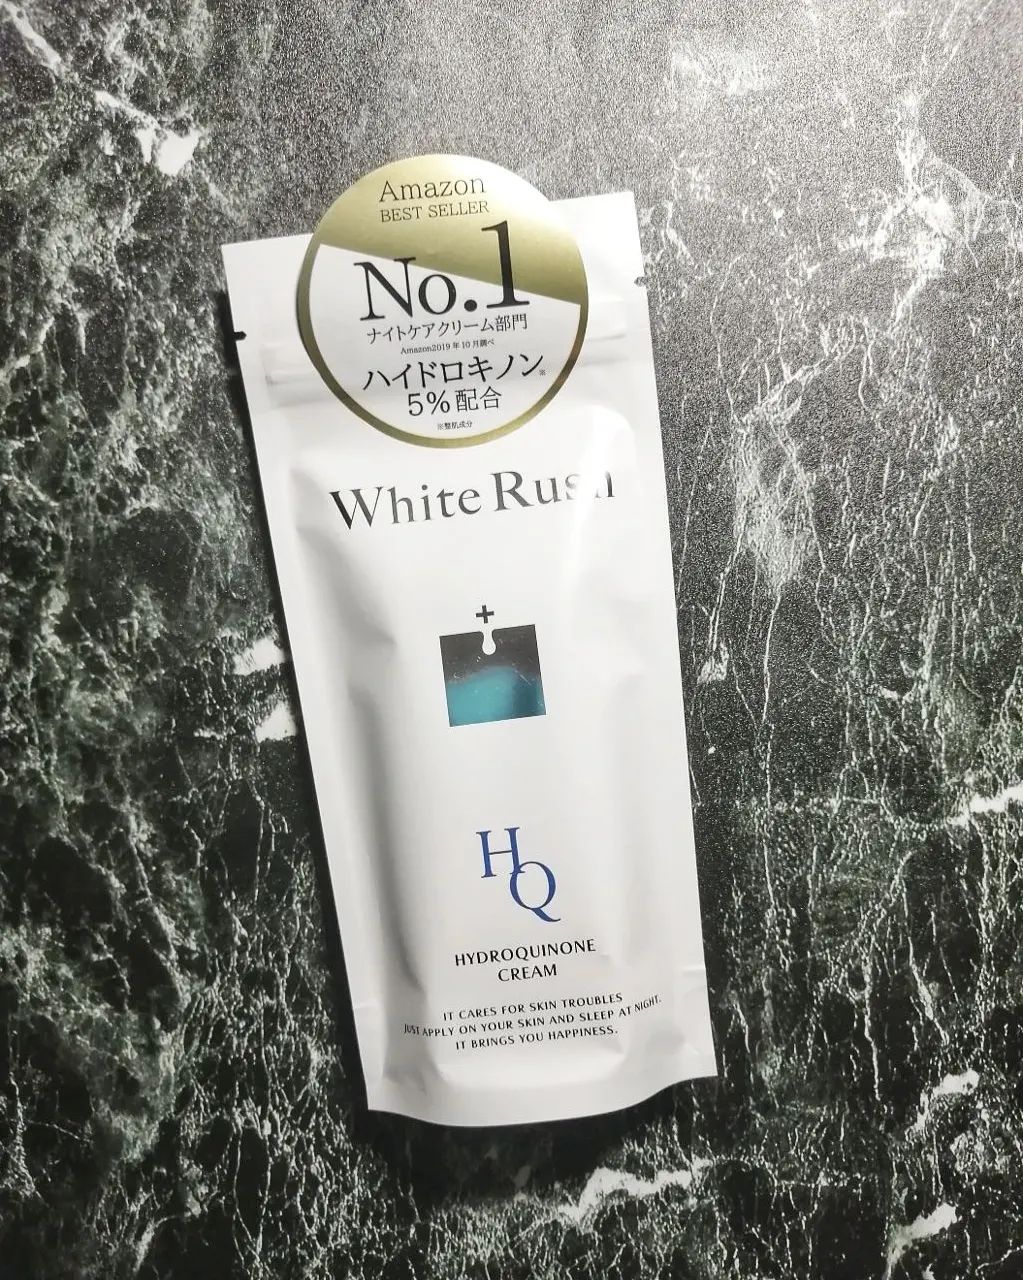 Amazon
BEST SELLER
No.1
ナイトケアクリーム部門
Amazon2019年10月調べ
ハイドロキノン※
5%配合
※整肌成分
White Rush
HQ
HYDROQUINONE
CREAM
IT CARES FOR SKIN TROUBLES
JUST APPLY ON YOUR SKIN AND SLEEP AT NIGHT.
IT BRINGS YOU HAPPINESS.